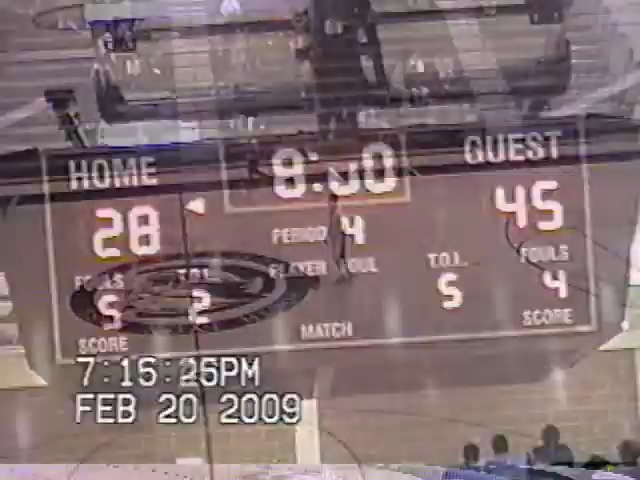 HOME 8:00 GUEST
28 45
PERIOD 4
FOULS T.O.L. PLAYER FOUL T.O.L. FOULS
5 2 5 4
SCORE MATCH SCORE
7:15:25PM
FEB 20 2009